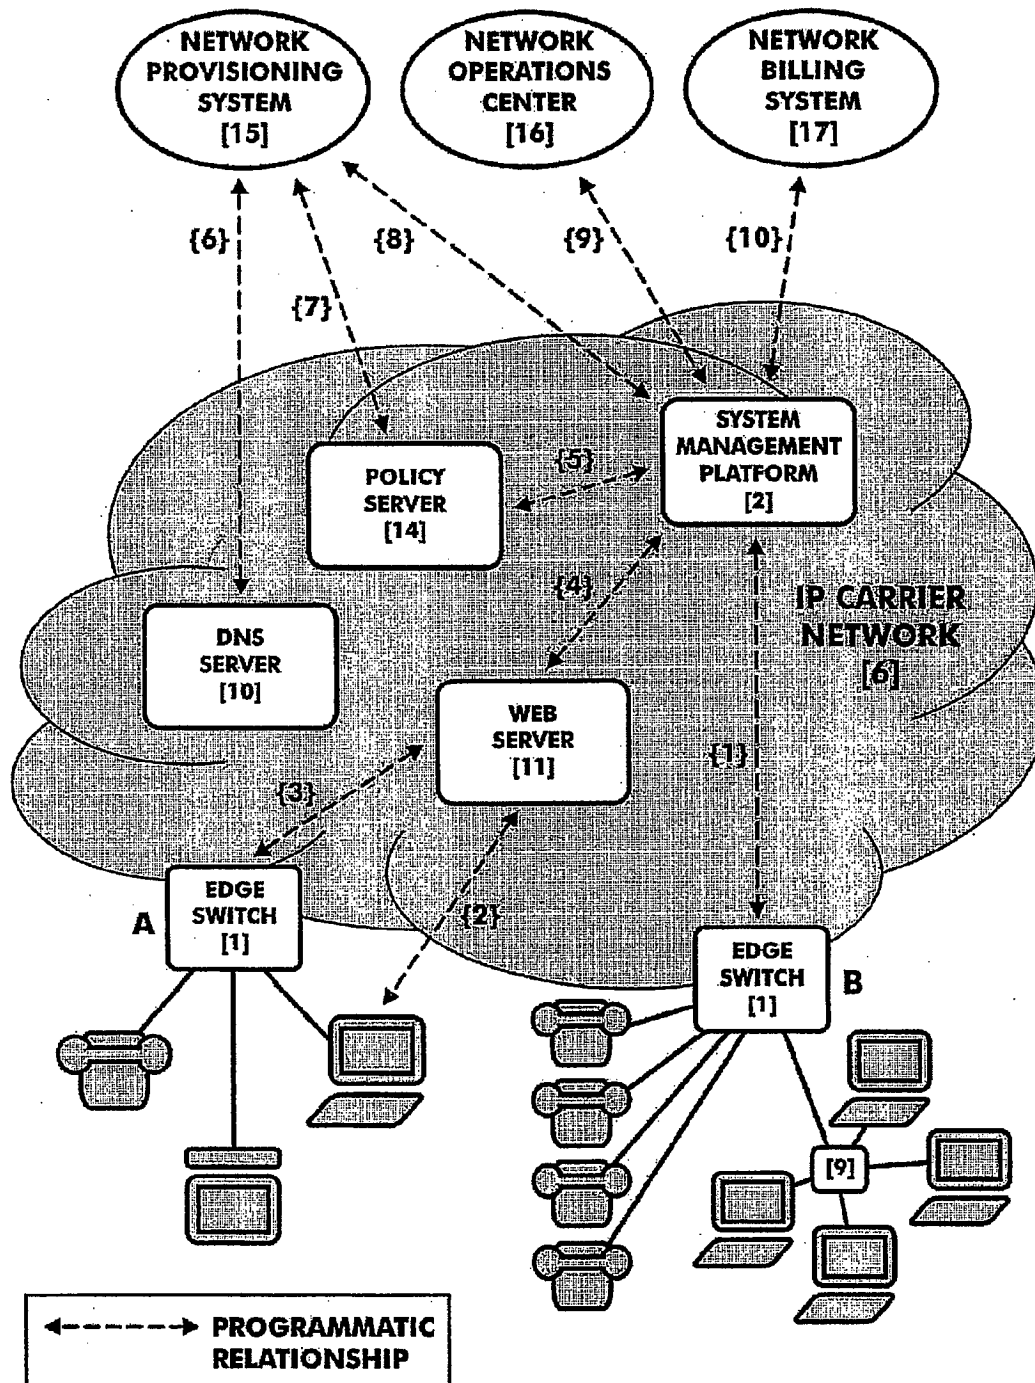 NETWORK
PROVISIONING
SYSTEM
[15]
NETWORK
OPERATIONS
CENTER
[16]
NETWORK
BILLING
SYSTEM
[17]
{6}
{8}
{9}
{10}
{7}
SYSTEM
MANAGEMENT
PLATFORM
[2]
POLICY
SERVER
[14]
{5}
{4}
IP CARRIER
NETWORK
[6]
DNS
SERVER
[10]
WEB
SERVER
[11]
{1}
{3}
A
EDGE
SWITCH
[1]
{2}
EDGE
SWITCH
[1]
B
[9]
PROGRAMMATIC
RELATIONSHIP